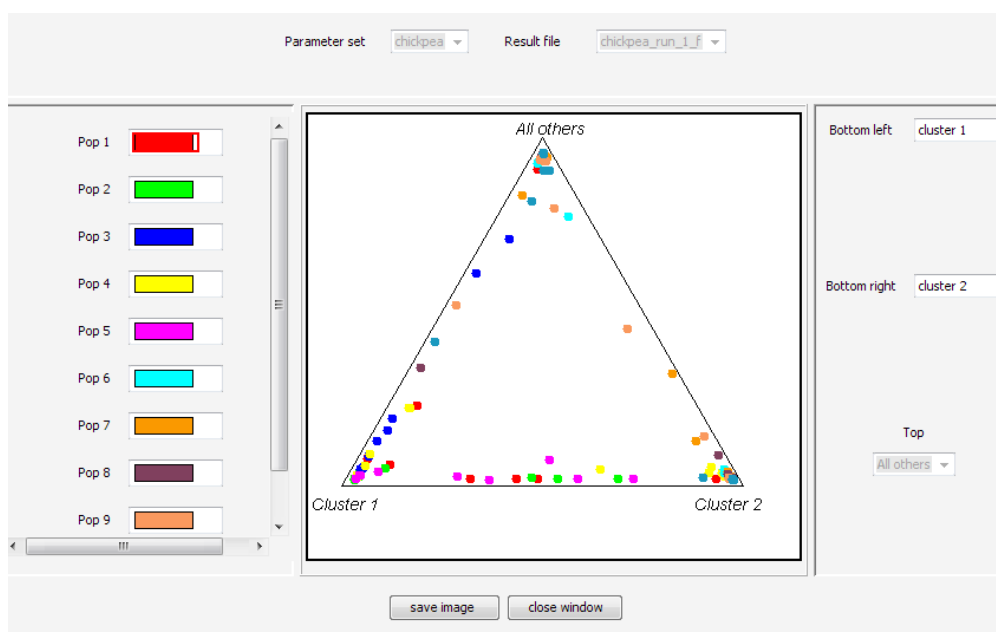 Parameter set chickpea Result file chickpea_run_1_f
Pop 1
Pop 2
Pop 3
Pop 4
Pop 5
Pop 6
Pop 7
Pop 8
Pop 9
All others
Cluster 1
Cluster 2
Bottom left cluster 1
Bottom right cluster 2
Top
All others
save image close window